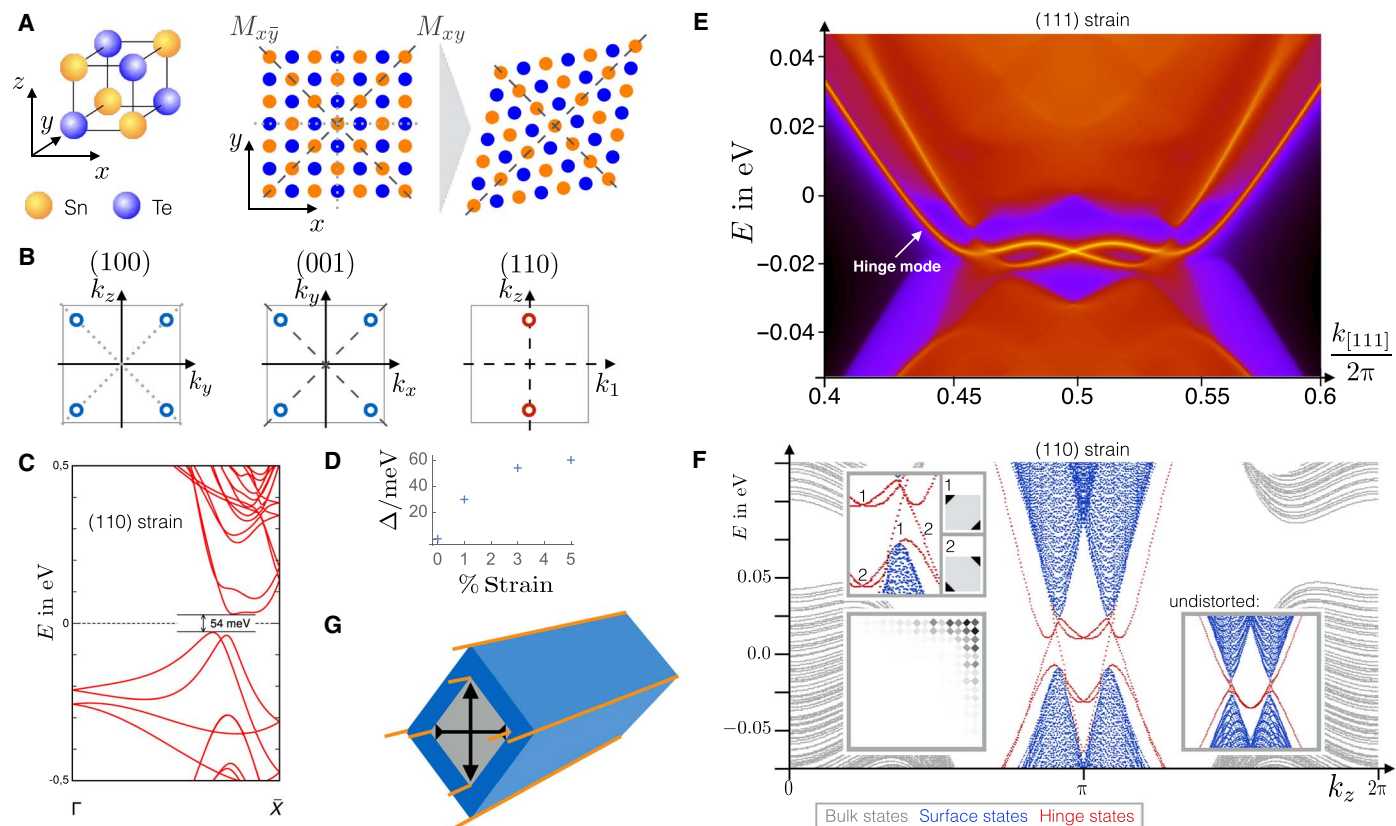 A
z
y
x
Sn
Te
M_{x\bar{y}}
M_{xy}
y
x
B
(100)
k_z
k_y
(001)
k_y
k_x
(110)
k_z
k_1
C
0,5
(110) strain
E in eV
0
54 meV
-0,5
Γ
\bar{X}
D
60
40
20
Δ/meV
0
1
2
3
4
5
% Strain
G
E
(111) strain
0.04
0.02
0
−0.02
−0.04
E in eV
Hinge mode
0.4
0.45
0.5
0.55
0.6
k_{[111]}
2π
F
(110) strain
E in eV
0.05
0.0
−0.05
1
1
2
2
1
2
undistorted:
0
π
k_z
2π
Bulk states Surface states Hinge states